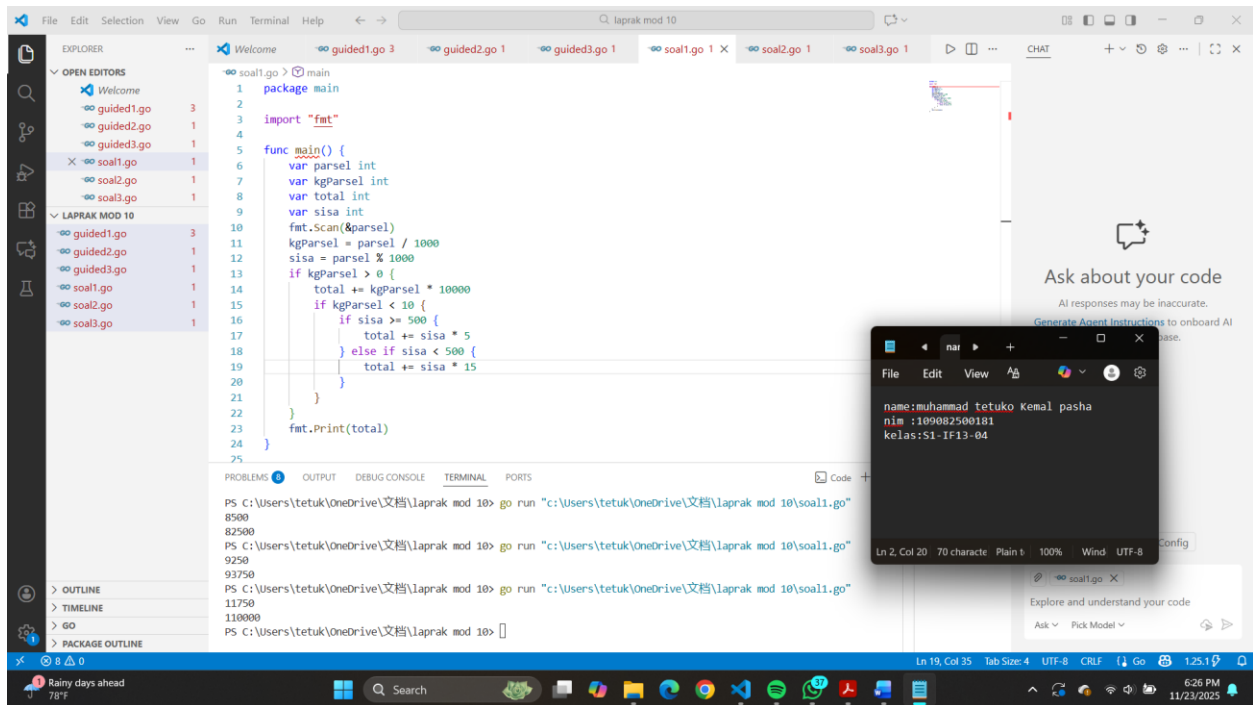 File Edit Selection View Go Run Terminal Help
laprak mod 10
EXPLORER
OPEN EDITORS
Welcome
guided1.go 3
guided2.go 1
guided3.go 1
soal1.go 1
soal2.go 1
soal3.go 1
LAPRAK MOD 10
guided1.go 3
guided2.go 1
guided3.go 1
soal1.go 1
soal2.go 1
soal3.go 1
OUTLINE
TIMELINE
GO
PACKAGE OUTLINE
Welcome guided1.go 3 guided2.go 1 guided3.go 1 soal1.go 1 soal2.go 1 soal3.go 1
soal1.go > main
1 package main
2
3 import "fmt"
4
5 func main() {
6 var parsel int
7 var kgParsel int
8 var total int
9 var sisa int
10 fmt.Scan(&parsel)
11 kgParsel = parsel / 1000
12 sisa = parsel % 1000
13 if kgParsel > 0 {
14 total += kgParsel * 10000
15 if kgParsel < 10 {
16 if sisa >= 500 {
17 total += sisa * 5
18 } else if sisa < 500 {
19 total += sisa * 15
20 }
21 }
22 }
23 fmt.Print(total)
24 }
25
PROBLEMS 8 OUTPUT DEBUG CONSOLE TERMINAL PORTS
Code
PS C:\Users\tetuk\OneDrive\文档\laprak mod 10> go run "c:\Users\tetuk\OneDrive\文档\laprak mod 10\soal1.go"
8500
82500
PS C:\Users\tetuk\OneDrive\文档\laprak mod 10> go run "c:\Users\tetuk\OneDrive\文档\laprak mod 10\soal1.go"
9250
93750
PS C:\Users\tetuk\OneDrive\文档\laprak mod 10> go run "c:\Users\tetuk\OneDrive\文档\laprak mod 10\soal1.go"
11750
110000
PS C:\Users\tetuk\OneDrive\文档\laprak mod 10>
CHAT
Ask about your code
AI responses may be inaccurate.
Generate Agent Instructions to onboard AI
Config
soal1.go
Explore and understand your code
Ask Pick Model
File Edit View
name:muhammad tetuko Kemal pasha
nim :109082500181
kelas:S1-IF13-04
Ln 2, Col 20 70 characte Plain t 100% Wind UTF-8
8 0
Ln 19, Col 35 Tab Size: 4 UTF-8 CRLF Go 1.25.1
1
Rainy days ahead
78°F
Search
37
6:26 PM
11/23/2025